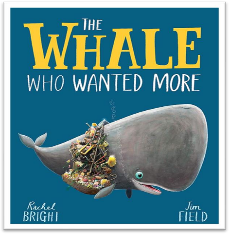 THE
WHALE
WHO WANTED MORE
Rachel
BRIGHT
Jim
FIELD